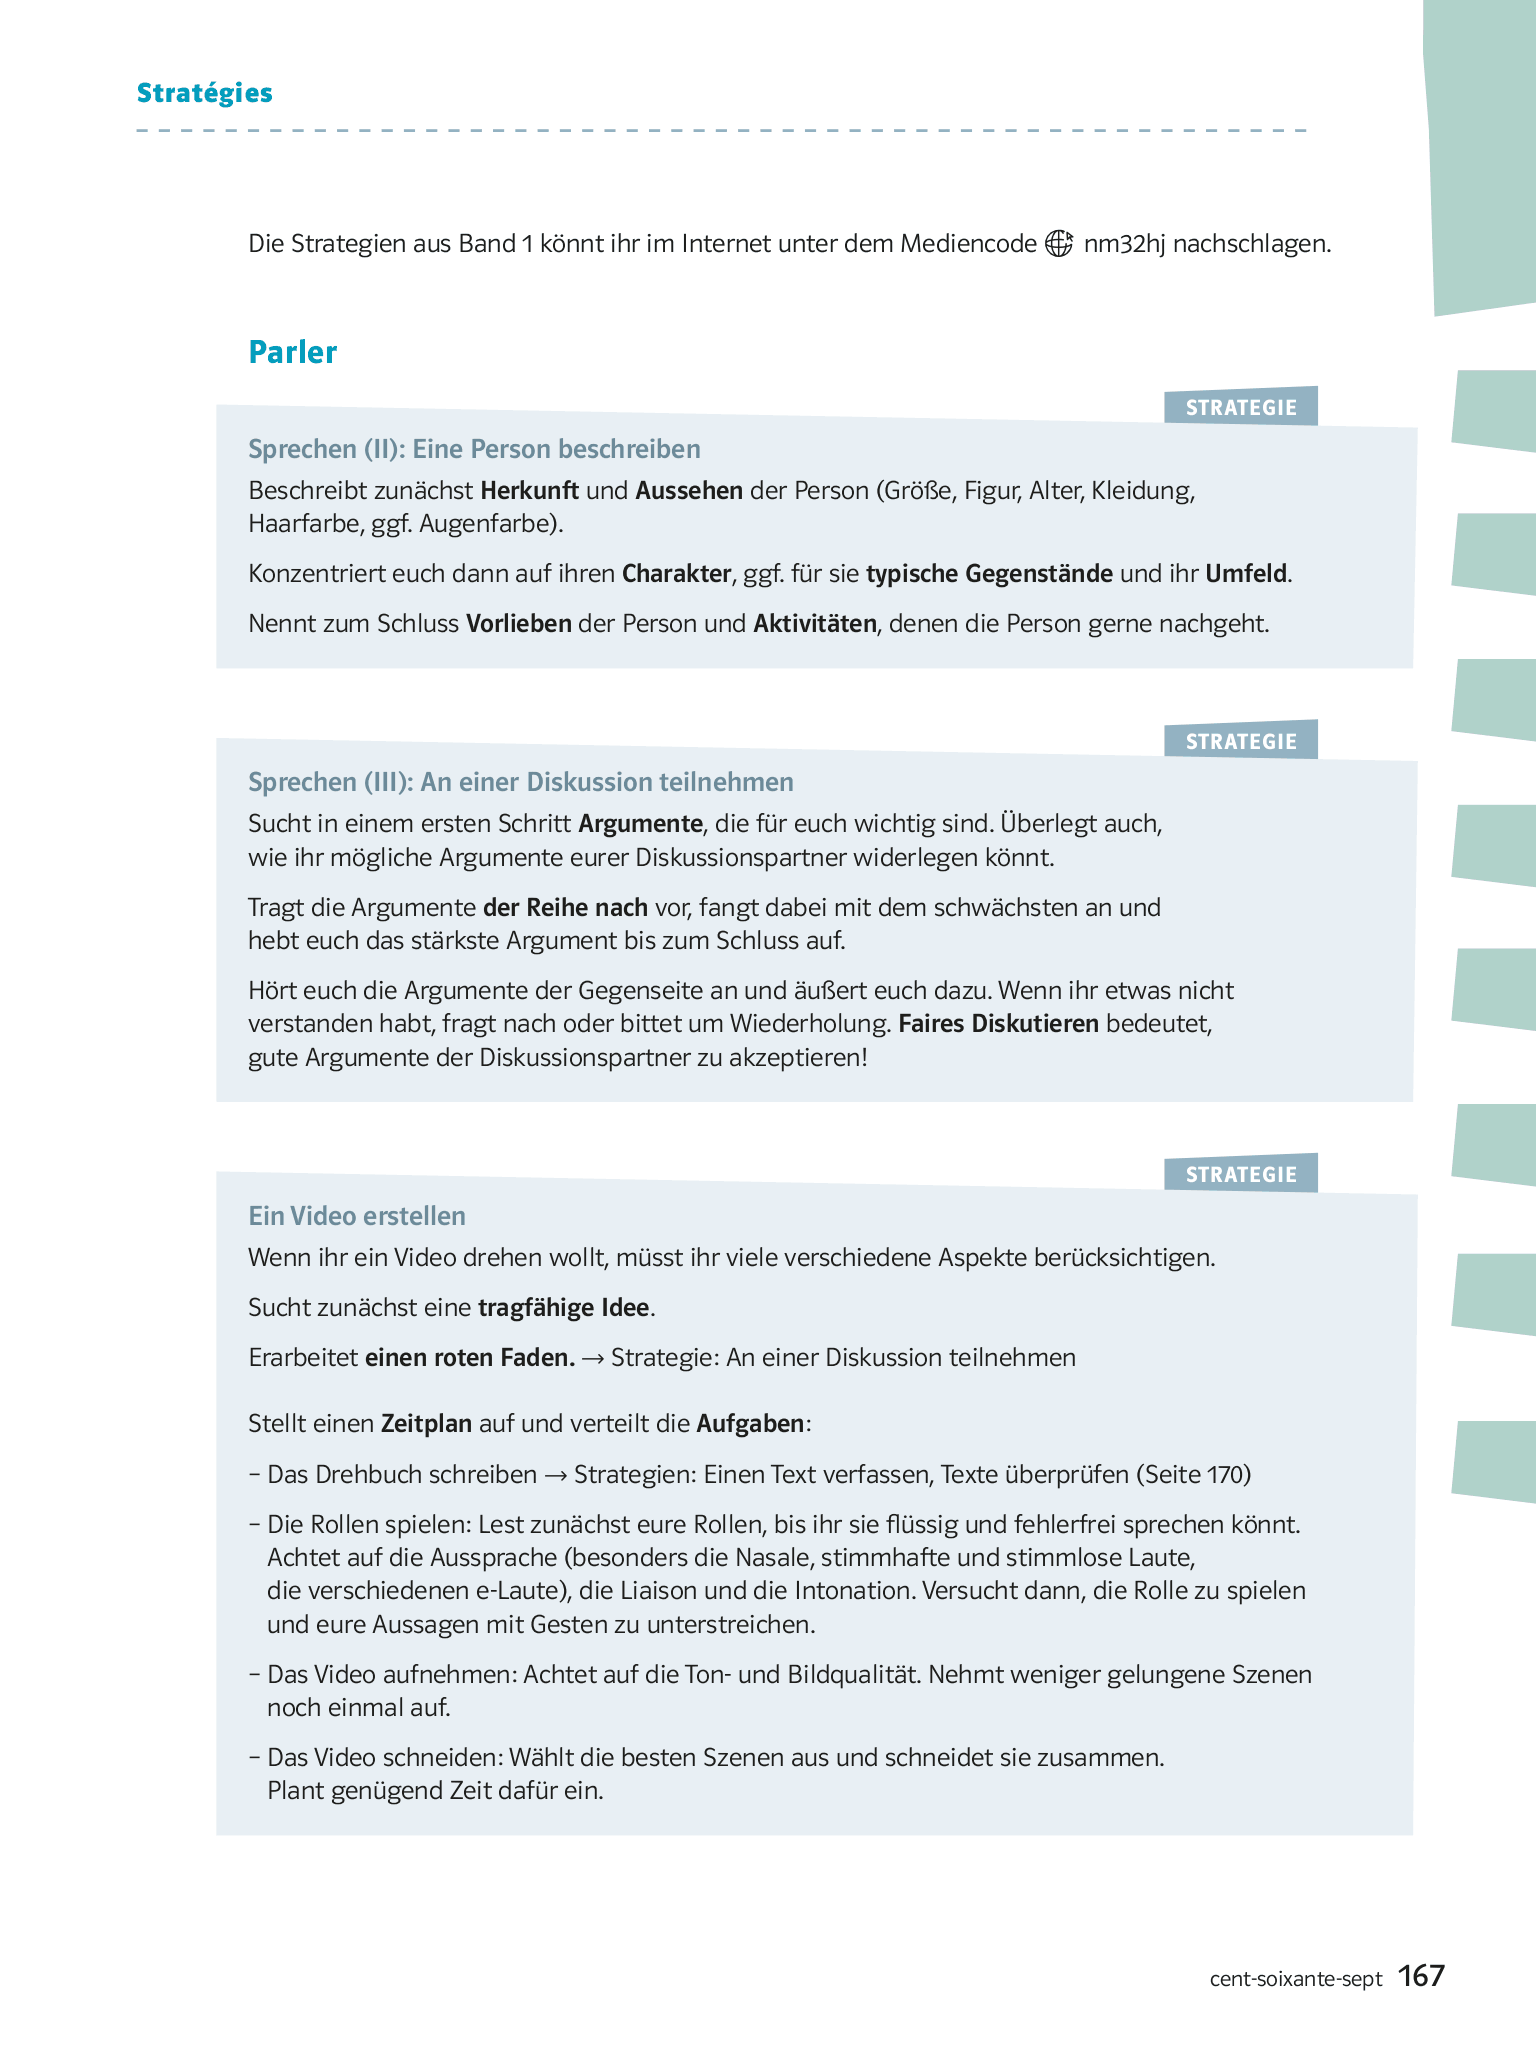 Stratégies
Die Strategien aus Band 1 könnt ihr im Internet unter dem Mediencode nm32hj nachschlagen.
Parler
STRATEGIE
Sprechen (II): Eine Person beschreiben
Beschreibt zunächst Herkunft und Aussehen der Person (Größe, Figur, Alter, Kleidung,
Haarfarbe, ggf. Augenfarbe).
Konzentriert euch dann auf ihren Charakter, ggf. für sie typische Gegenstände und ihr Umfeld.
Nennt zum Schluss Vorlieben der Person und Aktivitäten, denen die Person gerne nachgeht.
STRATEGIE
Sprechen (III): An einer Diskussion teilnehmen
Sucht in einem ersten Schritt Argumente, die für euch wichtig sind. Überlegt auch,
wie ihr mögliche Argumente eurer Diskussionspartner widerlegen könnt.
Tragt die Argumente der Reihe nach vor, fangt dabei mit dem schwächsten an und
hebt euch das stärkste Argument bis zum Schluss auf.
Hört euch die Argumente der Gegenseite an und äußert euch dazu. Wenn ihr etwas nicht
verstanden habt, fragt nach oder bittet um Wiederholung. Faires Diskutieren bedeutet,
gute Argumente der Diskussionspartner zu akzeptieren!
STRATEGIE
Ein Video erstellen
Wenn ihr ein Video drehen wollt, müsst ihr viele verschiedene Aspekte berücksichtigen.
Sucht zunächst eine tragfähige Idee.
Erarbeitet einen roten Faden. → Strategie: An einer Diskussion teilnehmen
Stellt einen Zeitplan auf und verteilt die Aufgaben:
– Das Drehbuch schreiben → Strategien: Einen Text verfassen, Texte überprüfen (Seite 170)
– Die Rollen spielen: Lest zunächst eure Rollen, bis ihr sie flüssig und fehlerfrei sprechen könnt.
Achtet auf die Aussprache (besonders die Nasale, stimmhafte und stimmlose Laute,
die verschiedenen e-Laute), die Liaison und die Intonation. Versucht dann, die Rolle zu spielen
und eure Aussagen mit Gesten zu unterstreichen.
– Das Video aufnehmen: Achtet auf die Ton- und Bildqualität. Nehmt weniger gelungene Szenen
noch einmal auf.
– Das Video schneiden: Wählt die besten Szenen aus und schneidet sie zusammen.
Plant genügend Zeit dafür ein.
cent-soixante-sept 167